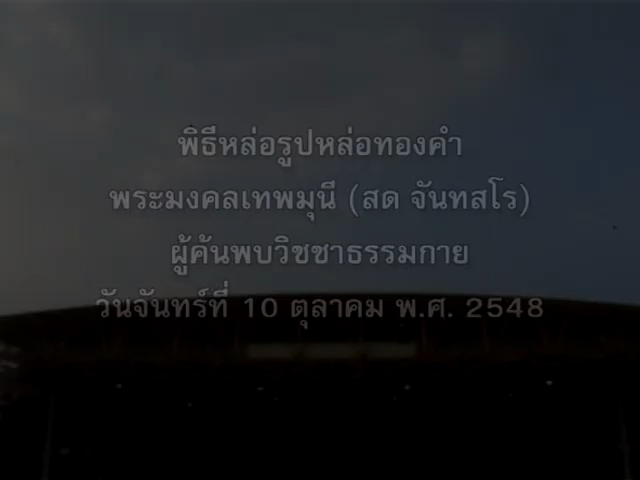 พิธีหล่อรูปหล่อทองคำ
พระมงคลเทพมุนี (สด จันทสโร)
ผู้ค้นพบวิชชาธรรมกาย
วันจันทร์ที่ 10 ตุลาคม พ.ศ. 2548